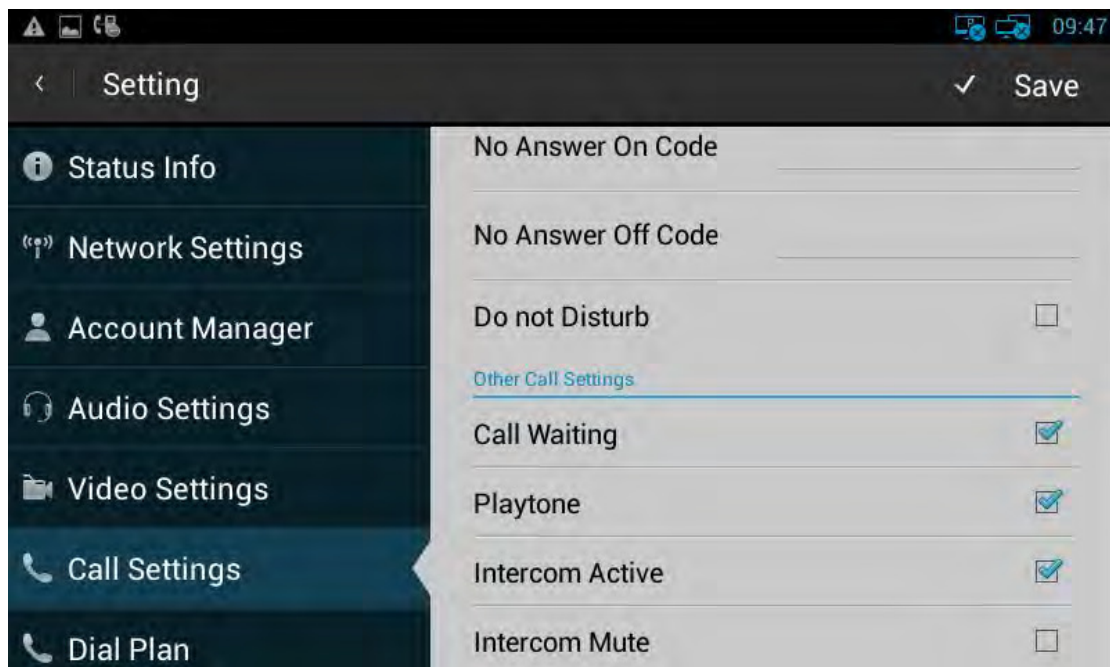 09:47
Setting
Save
Status Info
Network Settings
Account Manager
Audio Settings
Video Settings
Call Settings
Dial Plan
No Answer On Code
No Answer Off Code
Do not Disturb
Other Call Settings
Call Waiting
Playtone
Intercom Active
Intercom Mute